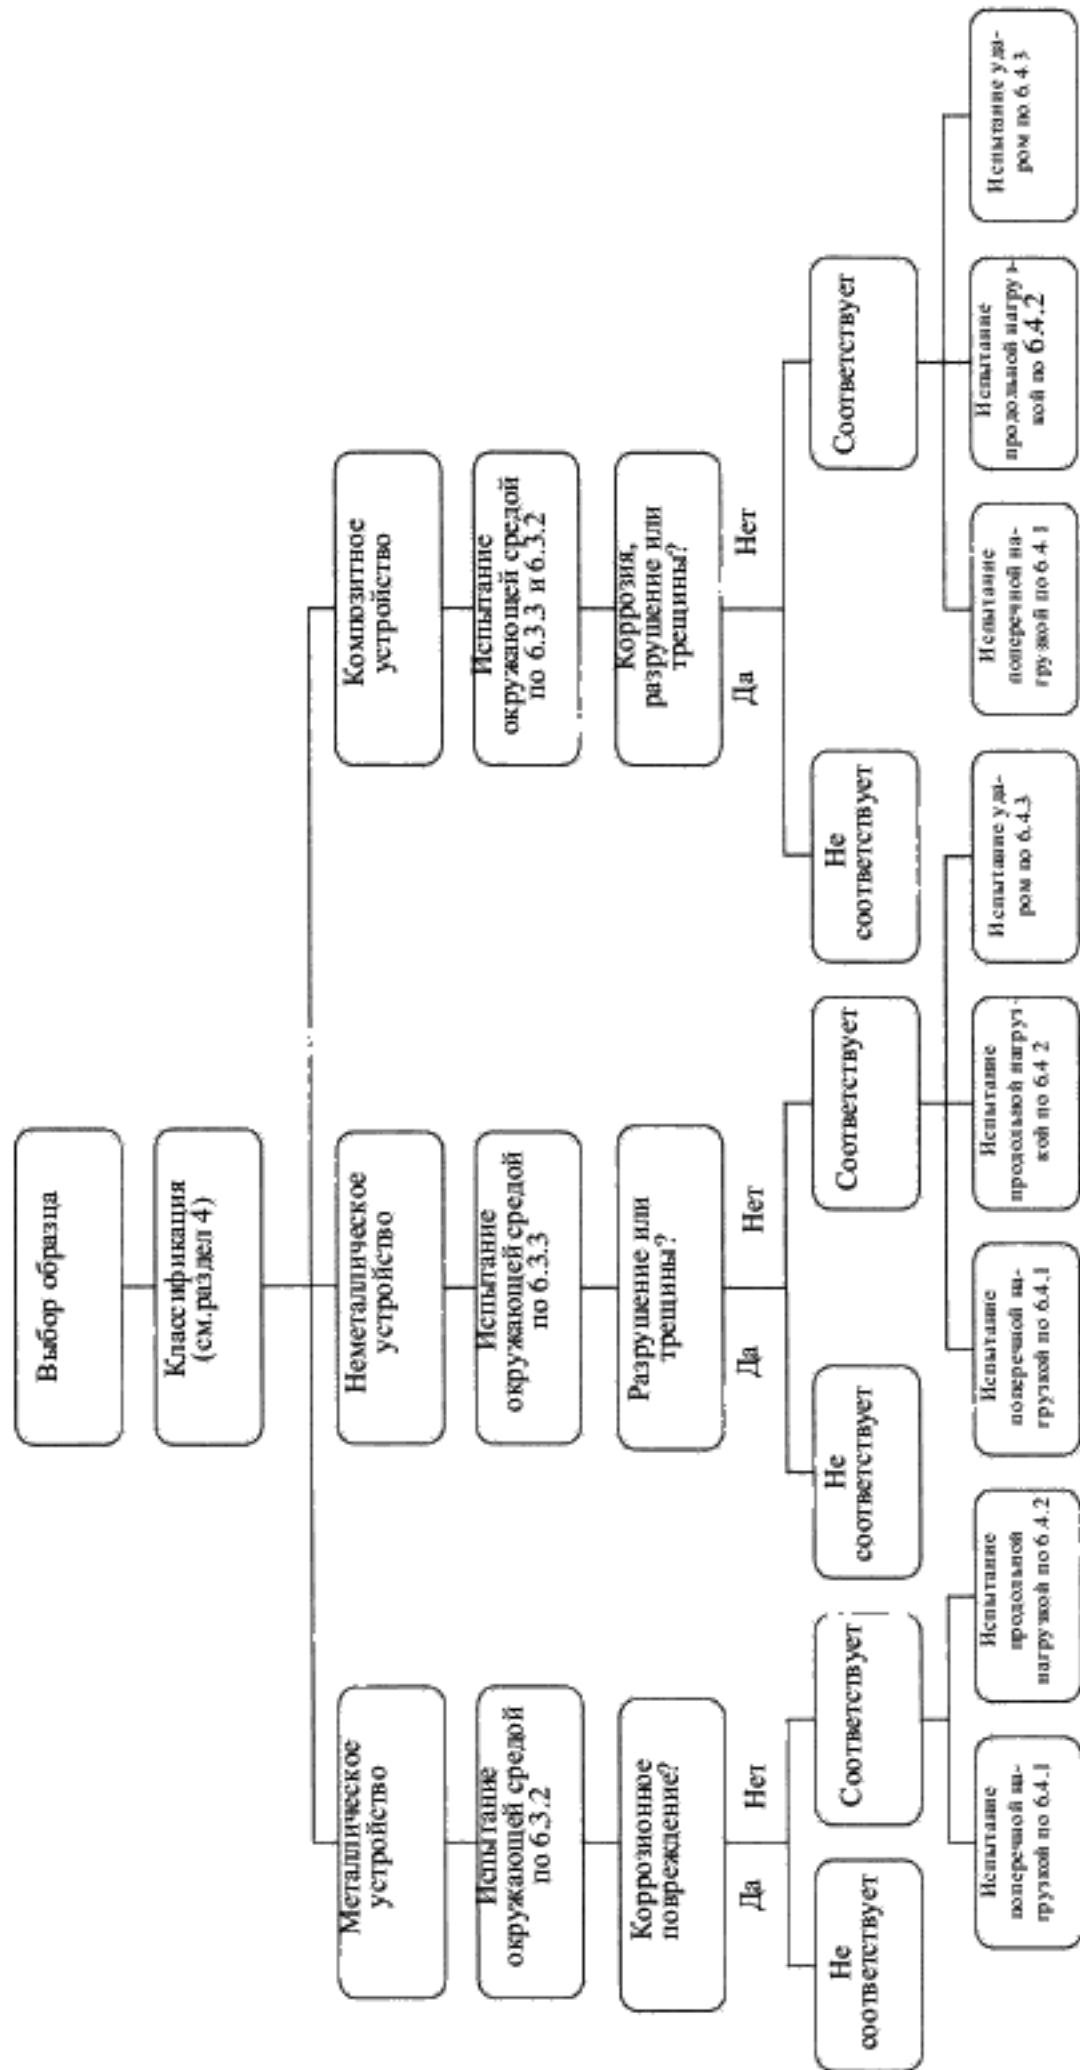 Выбор образца
Классификация
(см.раздел 4)
Металлическое
устройство
Неметаллическое
устройство
Композитное
устройство
Испытание
окружающей средой
по 6.3.2
Испытание
окружающей средой
по 6.3.3
Испытание
окружающей средой
по 6.3.3 и 6.3.2
Коррозионное
повреждение?
Разрушение или
трещины?
Коррозия,
разрушение или
трещины?
Да
Нет
Да
Нет
Да
Нет
Не
соответствует
Соответствует
Не
соответствует
Соответствует
Не
соответствует
Соответствует
Испытание
поперечной на-
грузкой по 6.4.1
Испытание
продольной
нагрузкой по 6.4.2
Испытание
поперечной на-
грузкой по 6.4.1
Испытание
продольной нагруз-
кой по 6.4 2
Испытание уда-
ром по 6.4.3
Испытание
поперечной на-
грузкой по 6.4.1
Испытание
продольной нагруз-
кой по 6.4.2
Испытание уда-
ром по 6.4.3